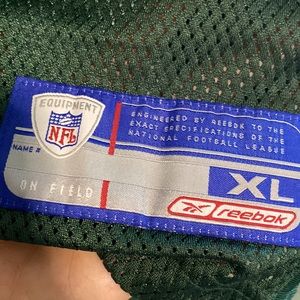 EQUIPMENT
NFL
NAME #
ON FIELD
ENGINEERED BY REEBOK TO THE
EXACT SPECIFICATIONS OF THE
NATIONAL FOOTBALL LEAGUE
XL
Reebok